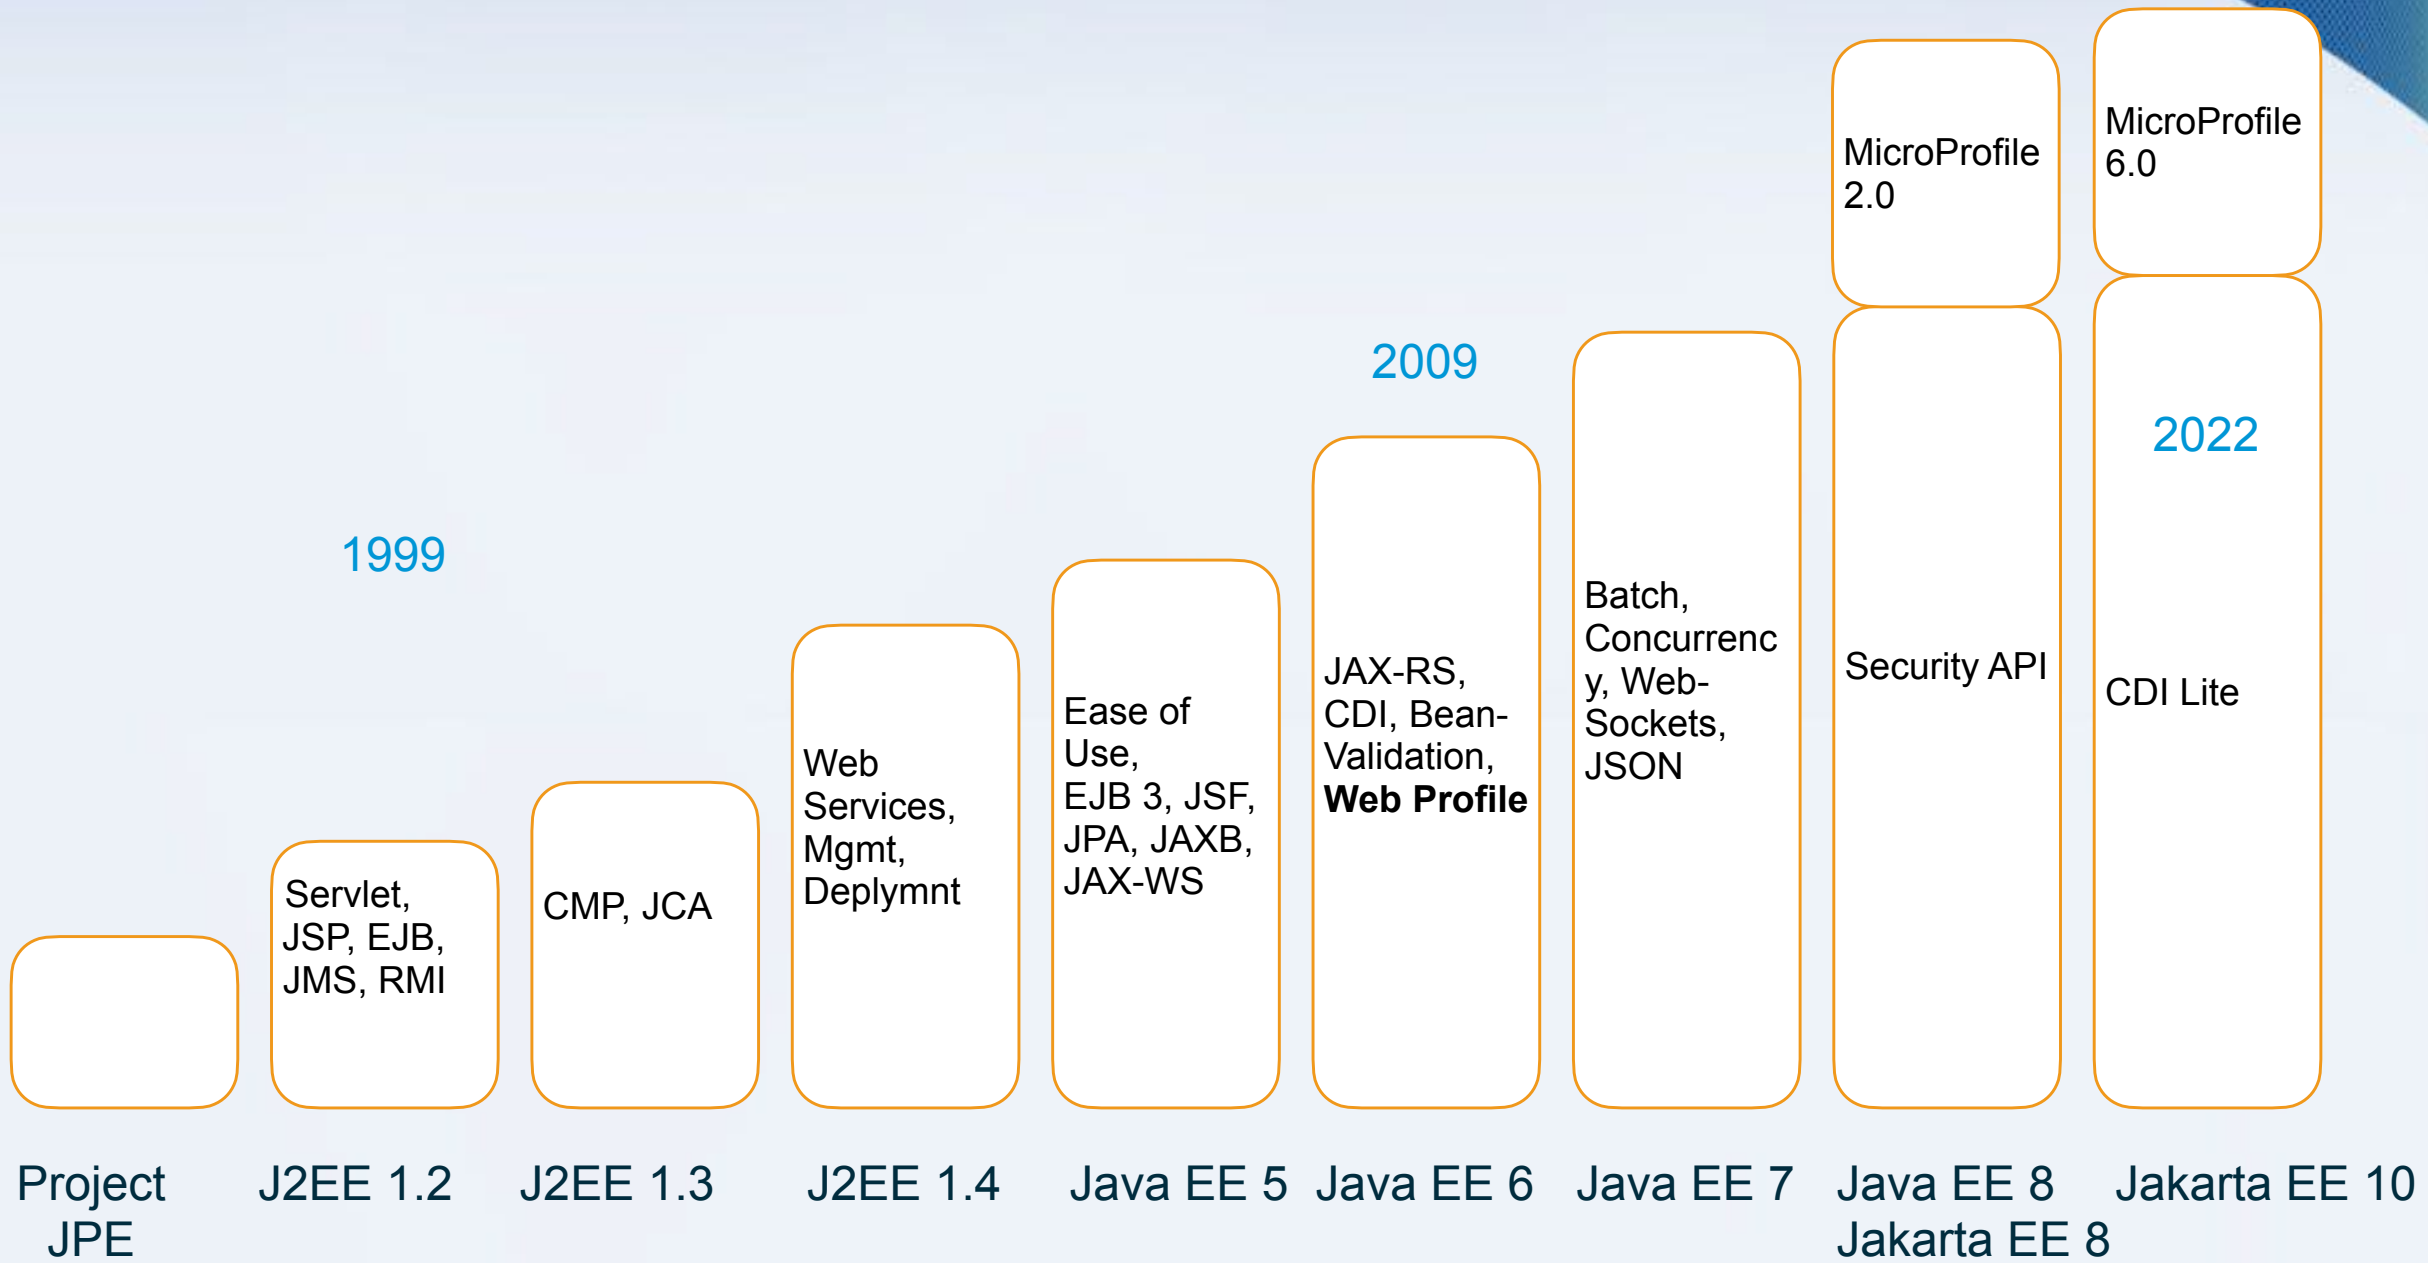 Project
JPE
1999
Servlet,
JSP, EJB,
JMS, RMI
J2EE 1.2
CMP, JCA
J2EE 1.3
Web
Services,
Mgmt,
Deplymnt
J2EE 1.4
Ease of
Use,
EJB 3, JSF,
JPA, JAXB,
JAX-WS
Java EE 5
2009
JAX-RS,
CDI, Bean-
Validation,
Web Profile
Java EE 6
Batch,
Concurrenc
y, Web-
Sockets,
JSON
Java EE 7
MicroProfile
2.0
Security API
Java EE 8
Jakarta EE 8
MicroProfile
6.0
2022
CDI Lite
Jakarta EE 10